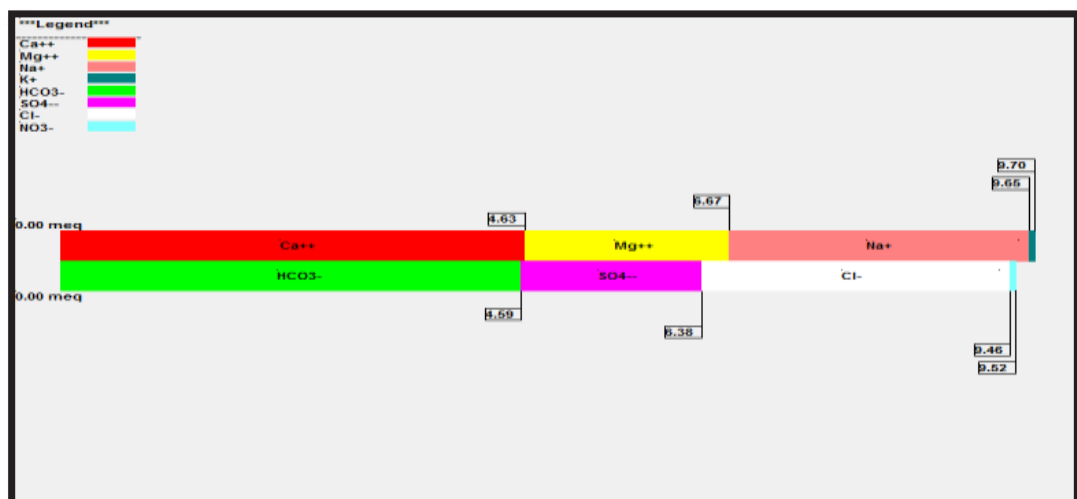 ***Legend***
Ca++
Mg++
Na+
K+
HCO3-
SO4--
Cl-
NO3-
9.70
9.65
4.63
6.67
0.00 meq
Ca++ Mg++ Na+
HCO3- SO4-- Cl-
0.00 meq
4.59
6.38
9.46
9.52